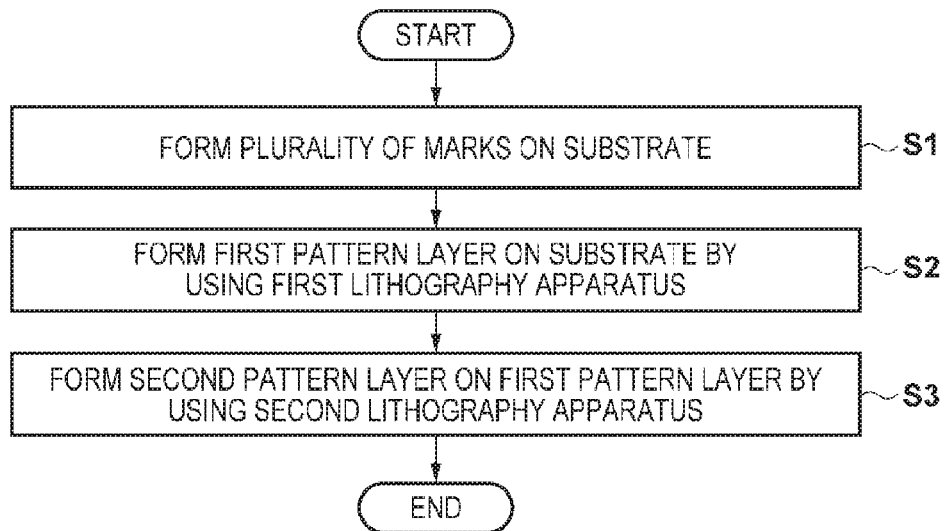 START
FORM PLURALITY OF MARKS ON SUBSTRATE
S1
FORM FIRST PATTERN LAYER ON SUBSTRATE BY
USING FIRST LITHOGRAPHY APPARATUS
S2
FORM SECOND PATTERN LAYER ON FIRST PATTERN LAYER BY
USING SECOND LITHOGRAPHY APPARATUS
S3
END